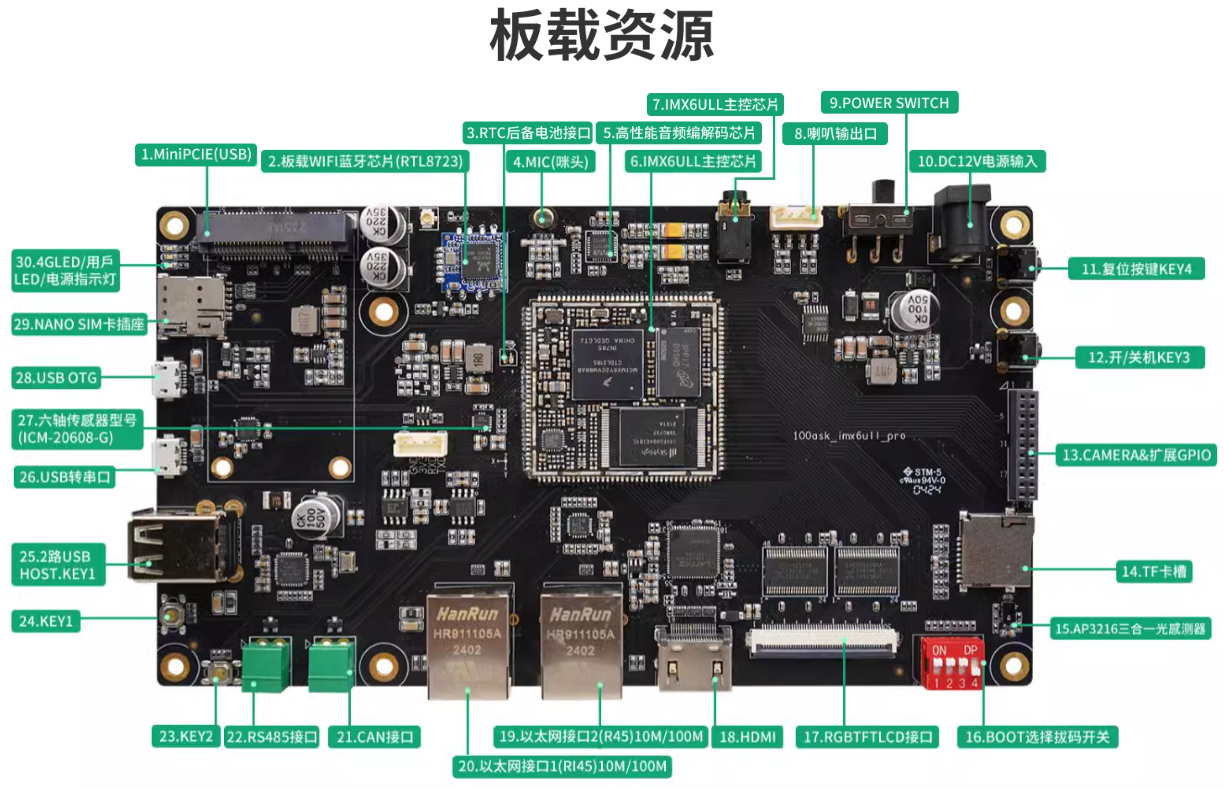 板载资源
7.IMX6ULL主控芯片
9.POWER SWITCH
3.RTC后备电池接口
5.高性能音频编解码芯片
8.喇叭输出口
1.MiniPCIE(USB)
2.板载WIFI蓝牙芯片(RTL8723)
4.MIC(咪头)
6.IMX6ULL主控芯片
10.DC12V电源输入
30.4GLED/用戶
LED/电源指示灯
11.复位按键KEY4
29.NANO SIM卡插座
12.开/关机KEY3
28.USB OTG
27.六轴传感器型号
(ICM-20608-G)
100ask_imx6ull_pro
13.CAMERA&扩展GPIO
26.USB转串口
STM-5
94V-0
0424
25.2路USB
HOST.KEY1
14.TF卡槽
24.KEY1
HanRun
HR911105A
2402
HanRun
HR911105A
2402
15.AP3216三合一光感测器
ON DP
1 2 3 4
23.KEY2
22.RS485接口
21.CAN接口
19.以太网接口2(R45)10M/100M
18.HDMI
17.RGBTFTLCD接口
16.BOOT选择拔码开关
20.以太网接口1(RI45)10M/100M